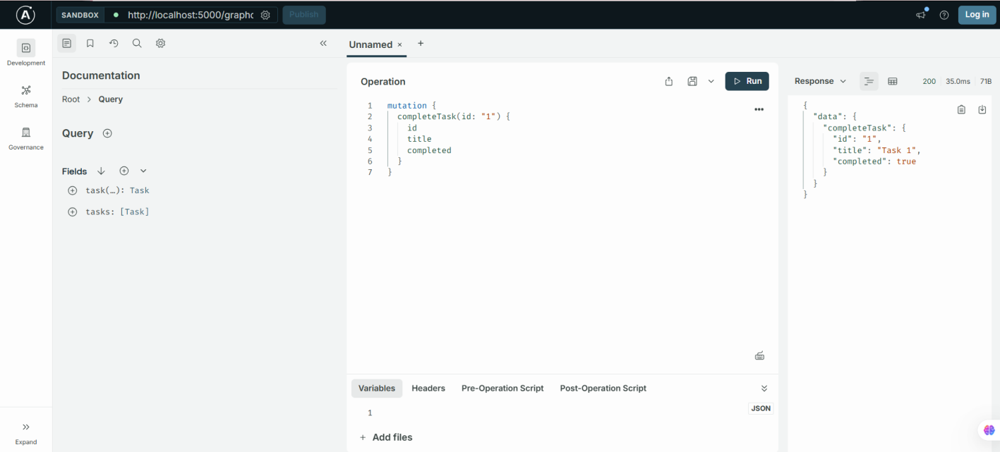 SANDBOX
http://localhost:5000/graphq
Publish
Log in
Development
Schema
Governance
Expand
Documentation
Root > Query
Query
Fields
task(…): Task
tasks: [Task]
Unnamed × +
Operation
Run
1 mutation {
2 completeTask(id: "1") {
3 id
4 title
5 completed
6 }
7 }
Variables Headers Pre-Operation Script Post-Operation Script
1
JSON
+ Add files
Response
200 35.0ms 71B
{
"data": {
"completeTask": {
"id": "1",
"title": "Task 1",
"completed": true
}
}
}